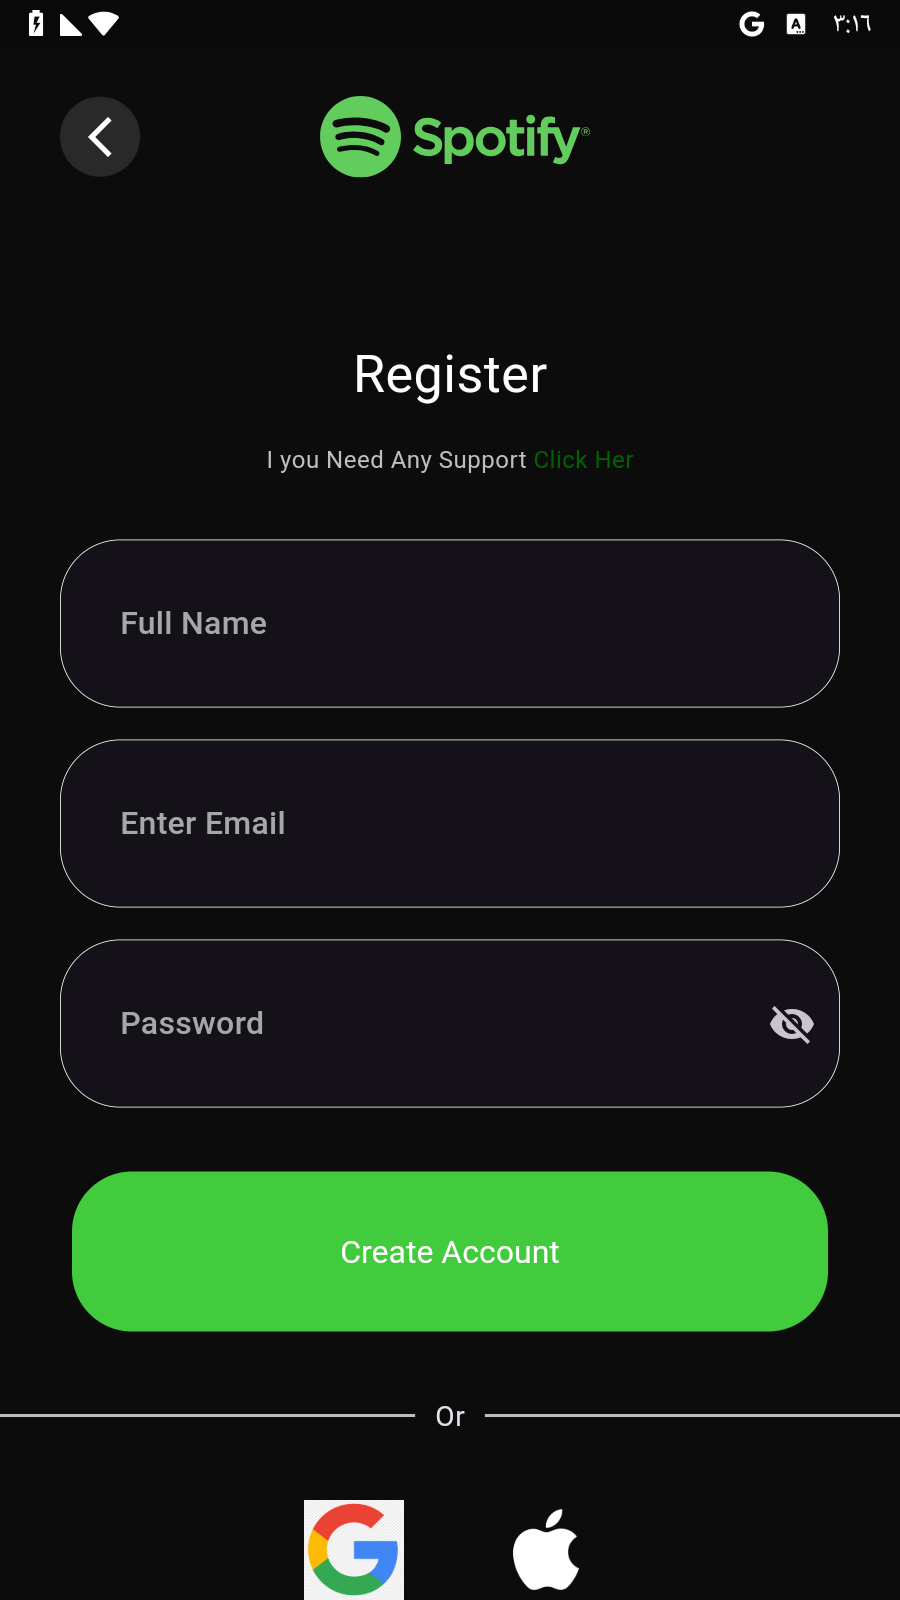 ٣:١٦
Spotify®
Register
I you Need Any Support Click Her
Full Name
Enter Email
Password
Create Account
Or